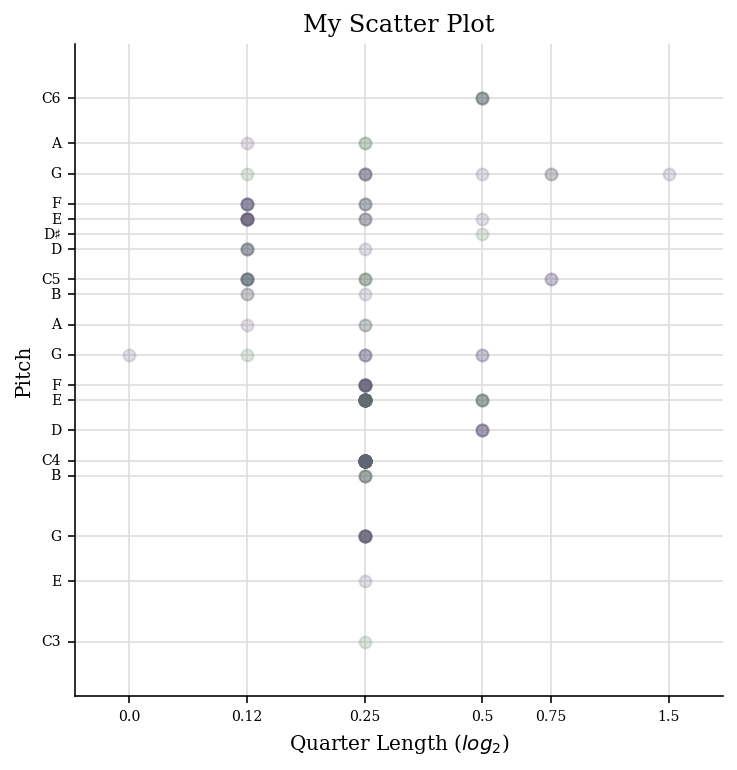 My Scatter Plot
Pitch
C6
A
G
F
E
D♯
D
C5
B
A
G
F
E
D
C4
B
G
E
C3
0.0 0.12 0.25 0.5 0.75 1.5
Quarter Length (log₂)